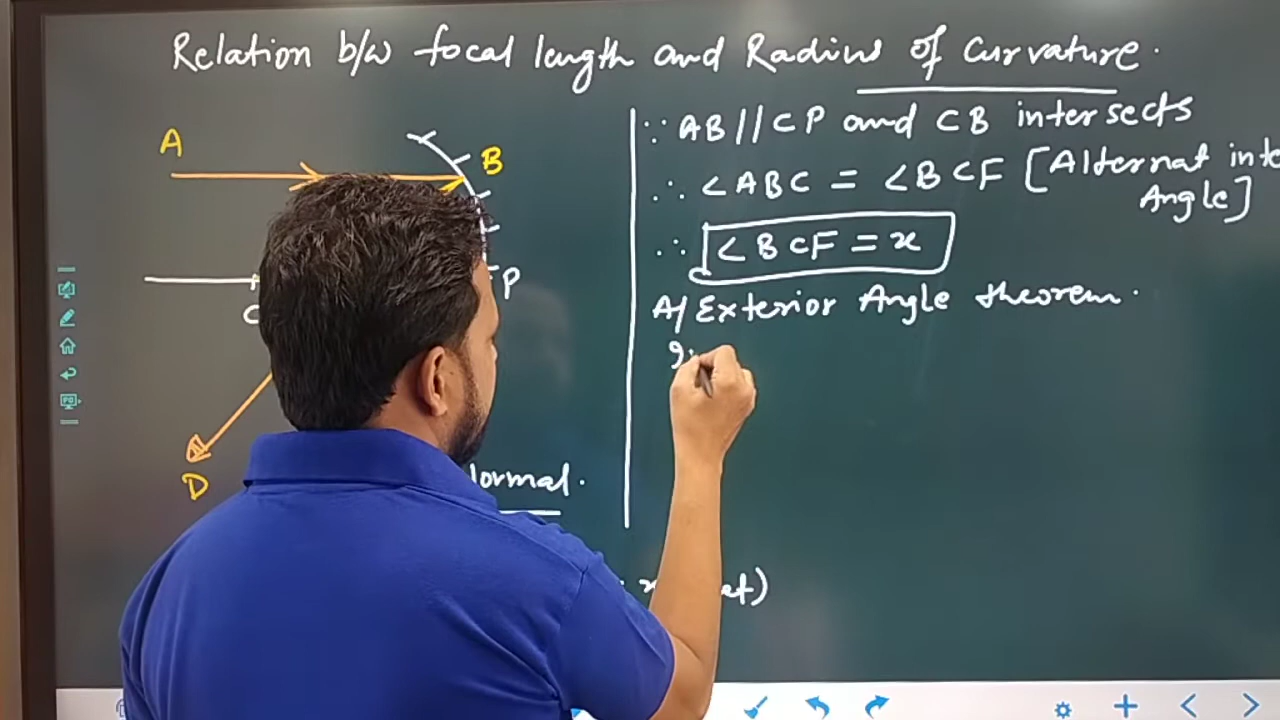 Relation b/w focal length and Radius of Curvature.
A
B
C
P
D
Normal.
∵ AB // CP and CB intersects
∴ ∠ABC = ∠BCF [Alternat inte
Angle]
∴ ∠BCF = x
A/ Exterior Angle theorem.